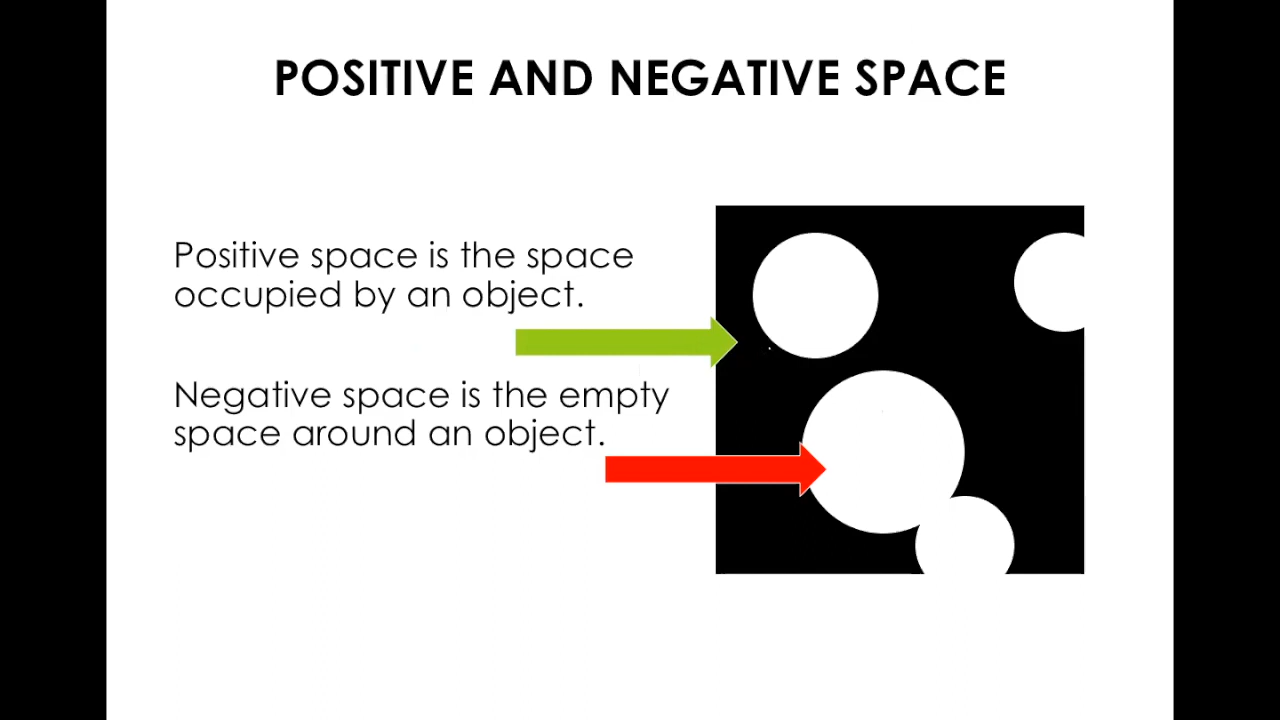 POSITIVE AND NEGATIVE SPACE
Positive space is the space
occupied by an object.
Negative space is the empty
space around an object.